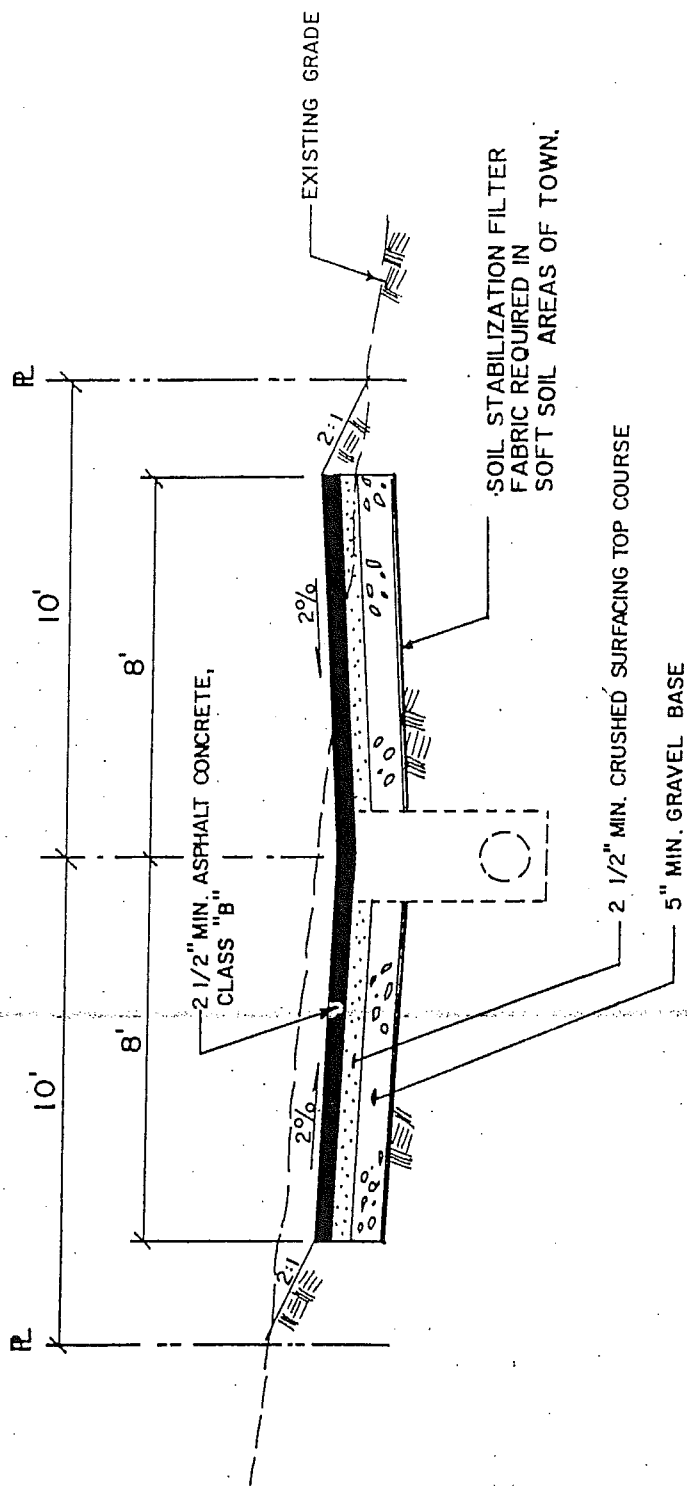 ℄
℄
10'
10'
8'
8'
2 1/2" MIN. ASPHALT CONCRETE,
CLASS "B"
2%
2%
2:1
2:1
EXISTING GRADE
SOIL STABILIZATION FILTER
FABRIC REQUIRED IN
SOFT SOIL AREAS OF TOWN.
2 1/2" MIN. CRUSHED SURFACING TOP COURSE
5" MIN. GRAVEL BASE